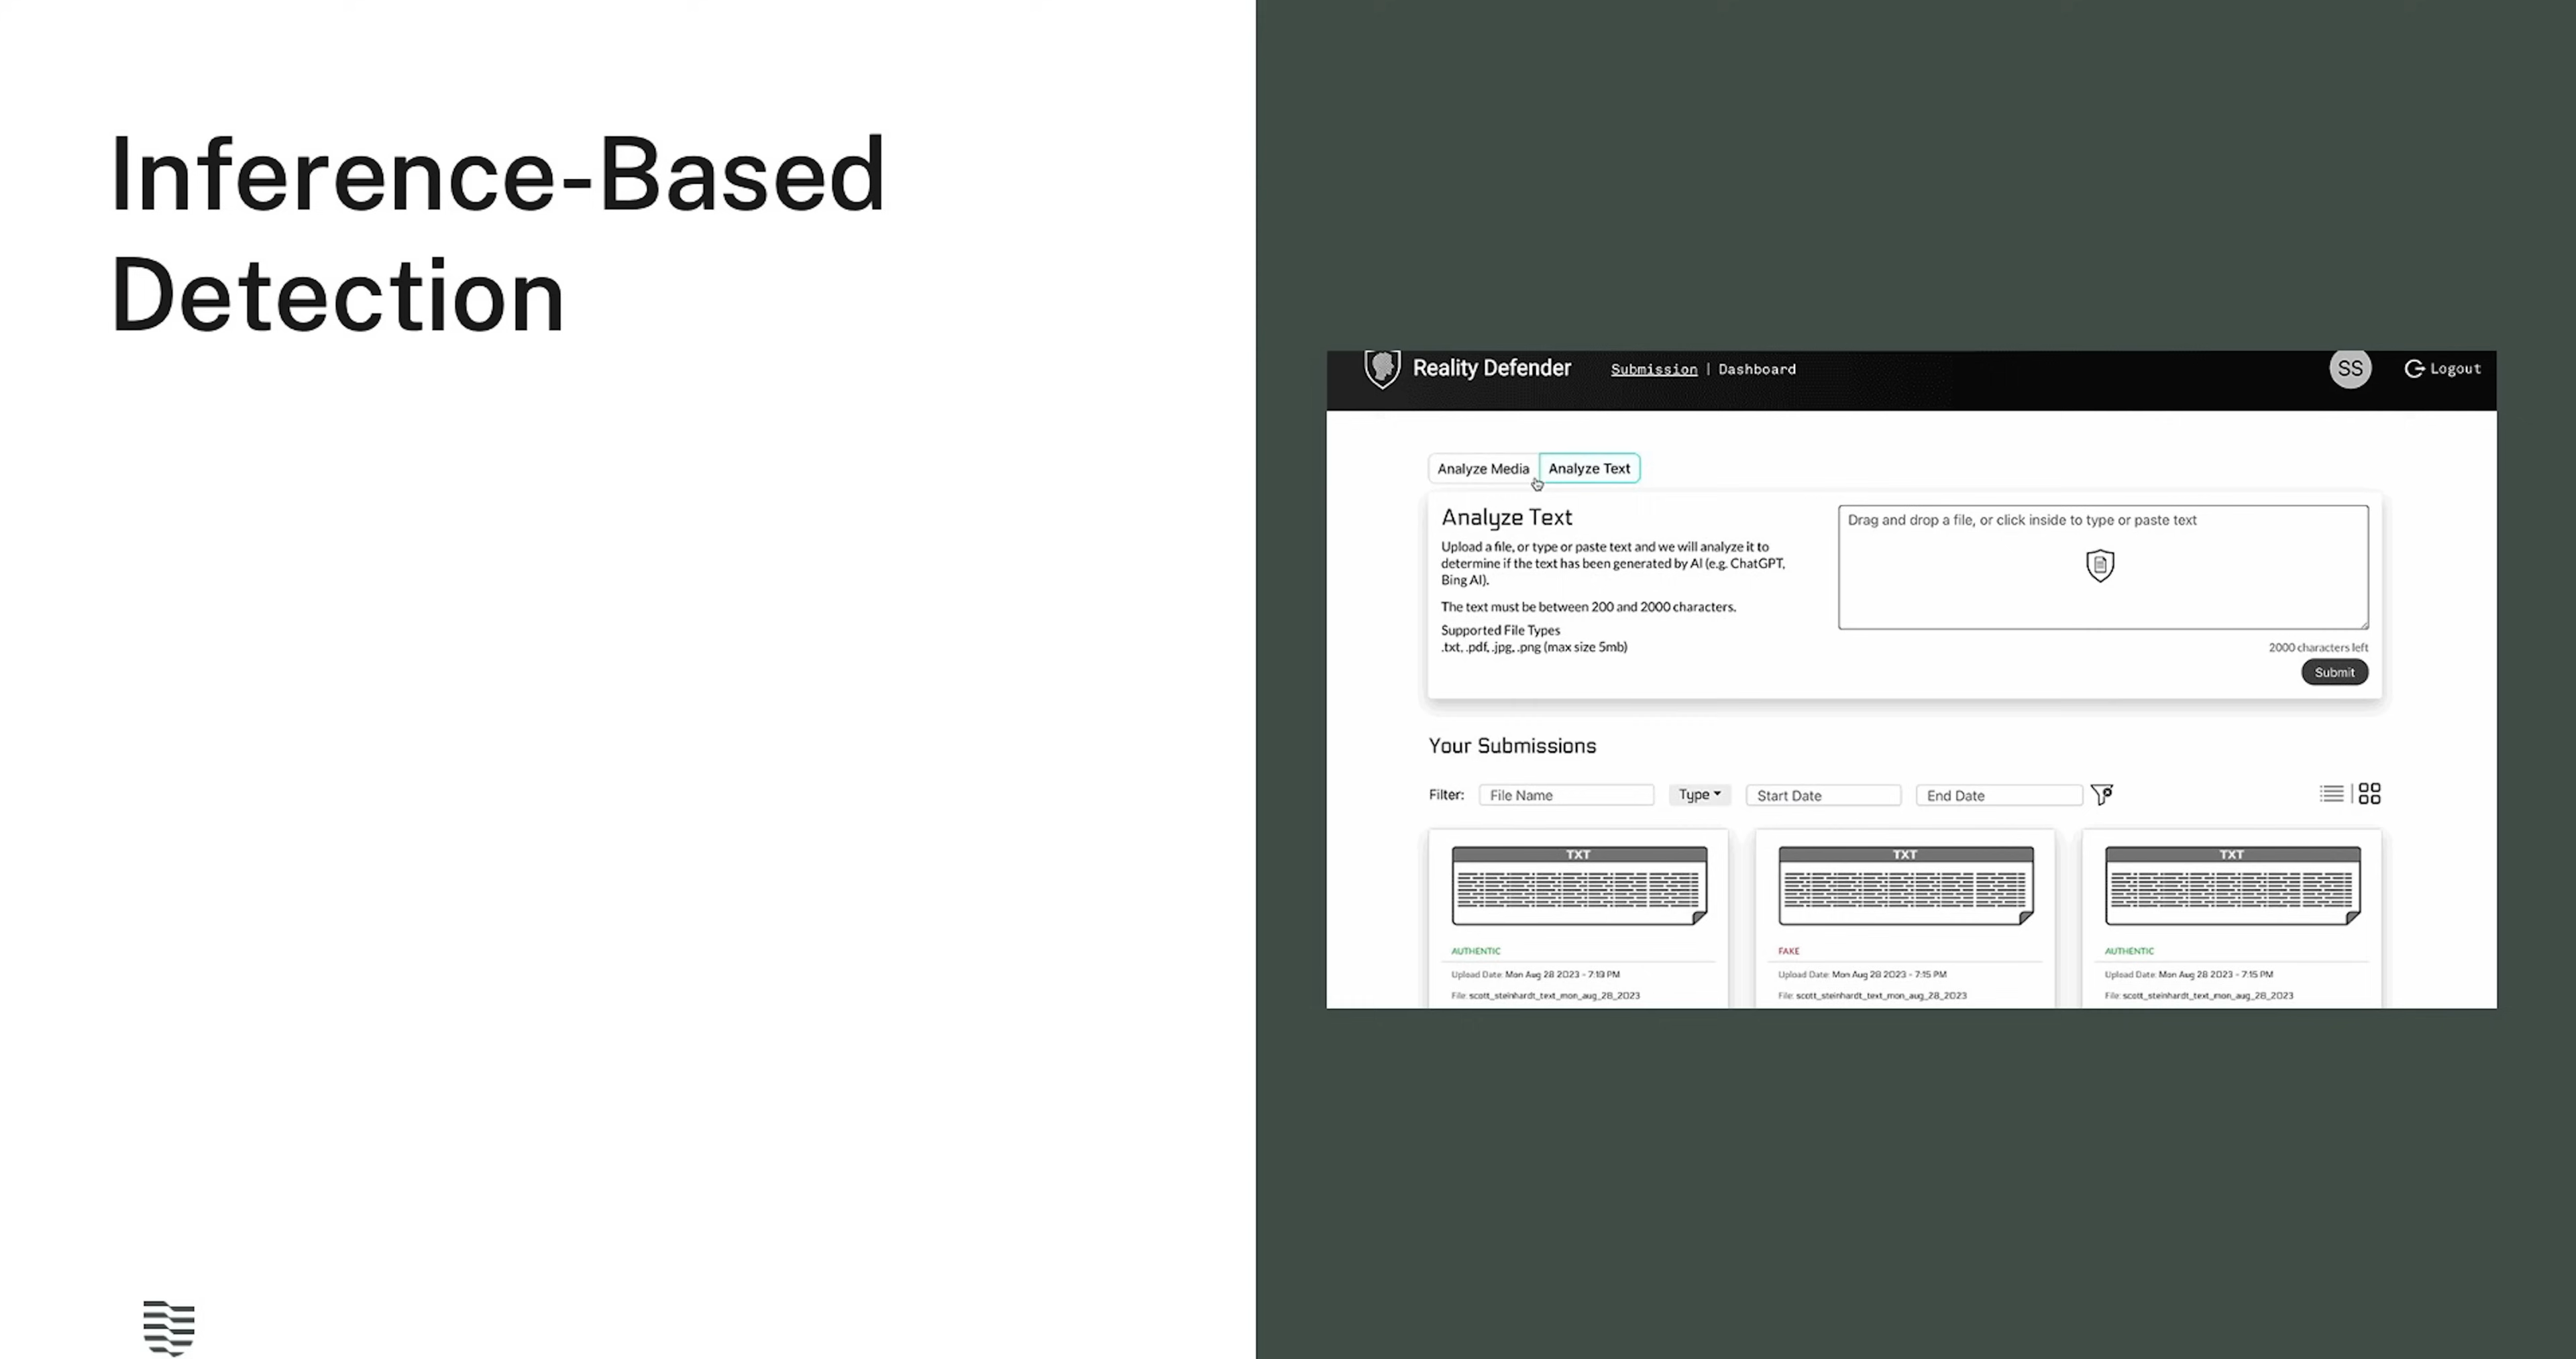 Inference-Based
Detection
Reality Defender
Submission | Dashboard
SS
Logout
Analyze Media
Analyze Text
Analyze Text
Upload a file, or type or paste text and we will analyze it to
determine if the text has been generated by AI (e.g. ChatGPT,
Bing AI).
The text must be between 200 and 2000 characters.
Supported File Types
.txt, .pdf, .jpg, .png (max size 5mb)
Drag and drop a file, or click inside to type or paste text
2000 characters left
Submit
Your Submissions
Filter:
File Name
Type
Start Date
End Date
TXT
AUTHENTIC
Upload Date: Mon Aug 28 2023 - 7:19 PM
File: scott_steinhardt_text_mon_aug_28_2023
TXT
FAKE
Upload Date: Mon Aug 28 2023 - 7:15 PM
File: scott_steinhardt_text_mon_aug_28_2023
TXT
AUTHENTIC
Upload Date: Mon Aug 28 2023 - 7:15 PM
File: scott_steinhardt_text_mon_aug_28_2023